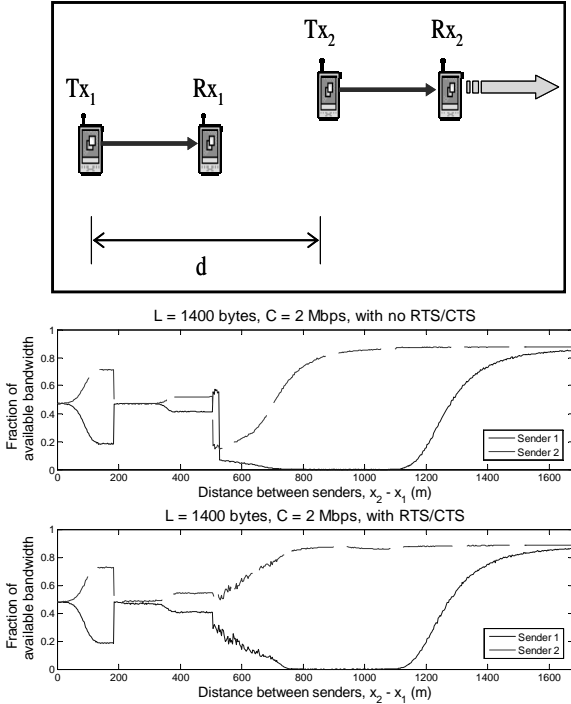 Tx2 Rx2
Tx1 Rx1
d
L = 1400 bytes, C = 2 Mbps, with no RTS/CTS
Fraction of
available bandwidth
1
0.8
0.6
0.4
0.2
0
Sender 1
Sender 2
0 200 400 600 800 1000 1200 1400 1600
Distance between senders, x2 - x1 (m)
L = 1400 bytes, C = 2 Mbps, with RTS/CTS
Fraction of
available bandwidth
1
0.8
0.6
0.4
0.2
0
Sender 1
Sender 2
0 200 400 600 800 1000 1200 1400 1600
Distance between senders, x2 - x1 (m)